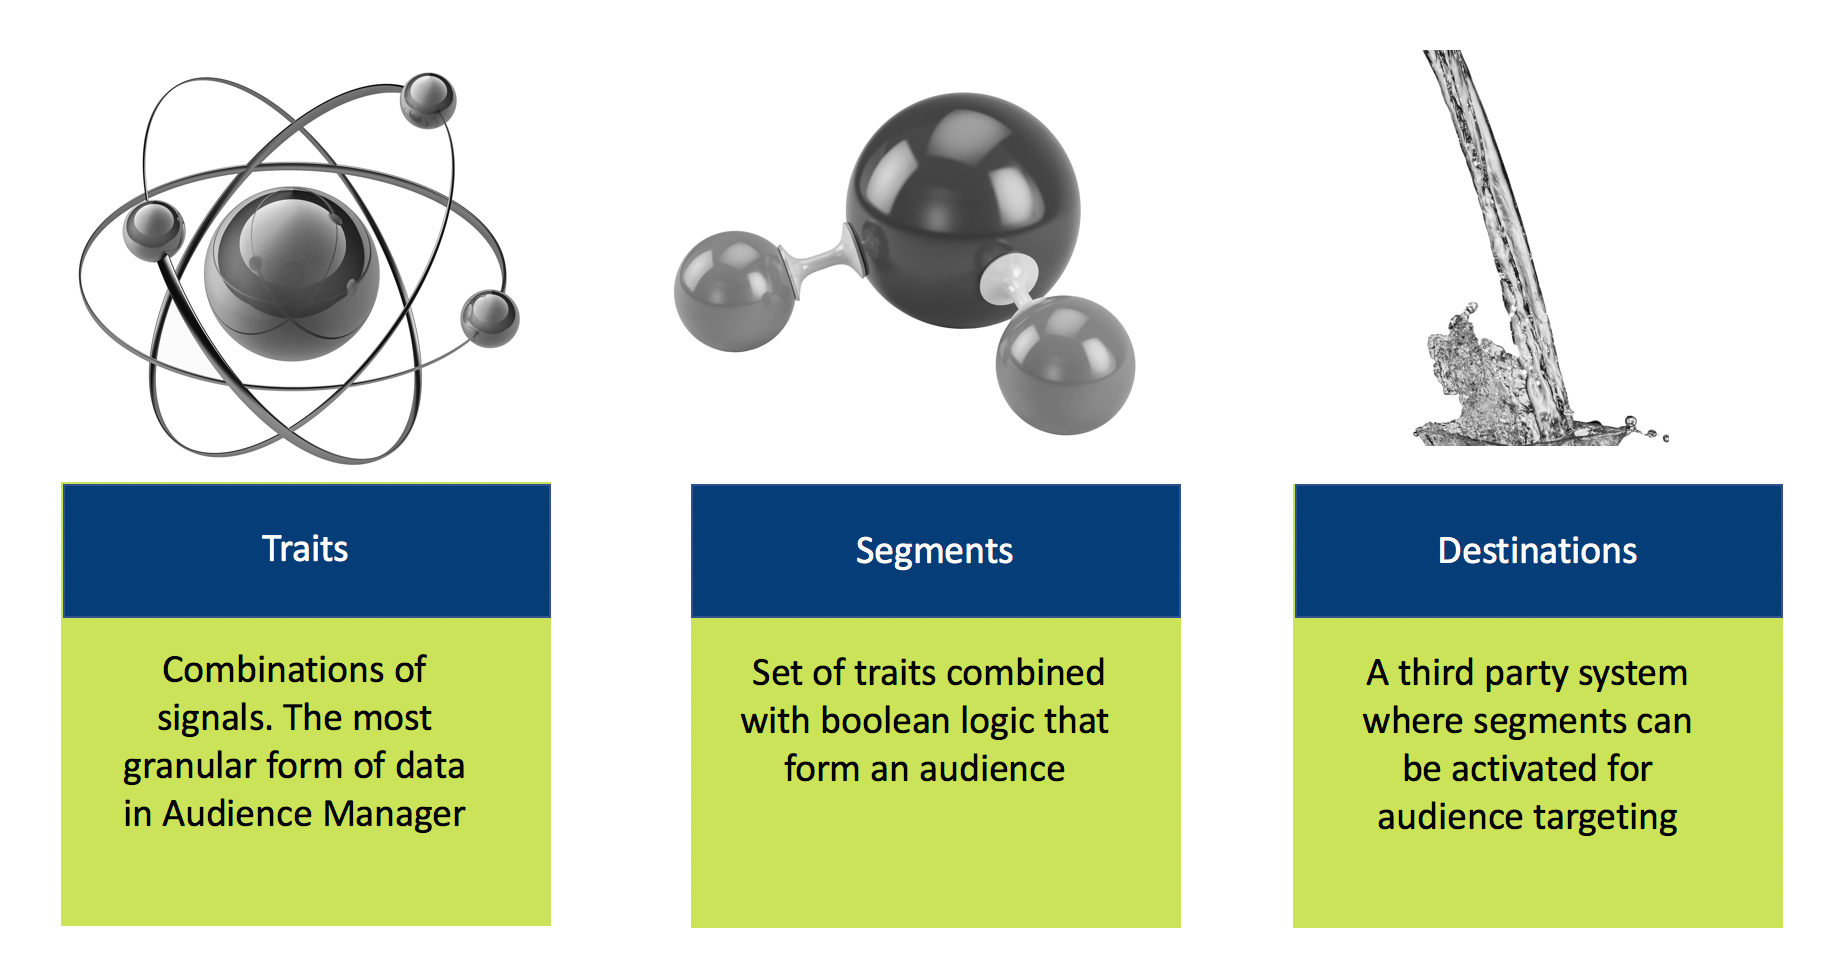 Traits
Combinations of
signals. The most
granular form of data
in Audience Manager
Segments
Set of traits combined
with boolean logic that
form an audience
Destinations
A third party system
where segments can
be activated for
audience targeting